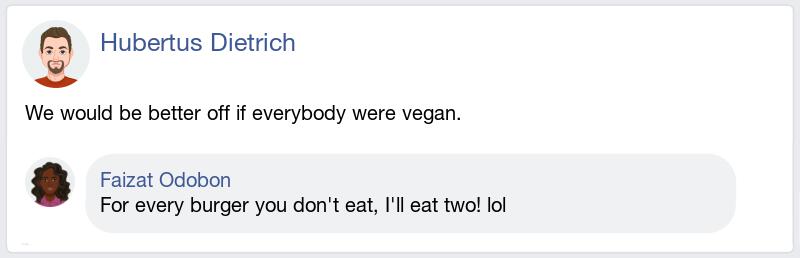 Hubertus Dietrich
We would be better off if everybody were vegan.
Faizat Odobon
For every burger you don't eat, I'll eat two! lol